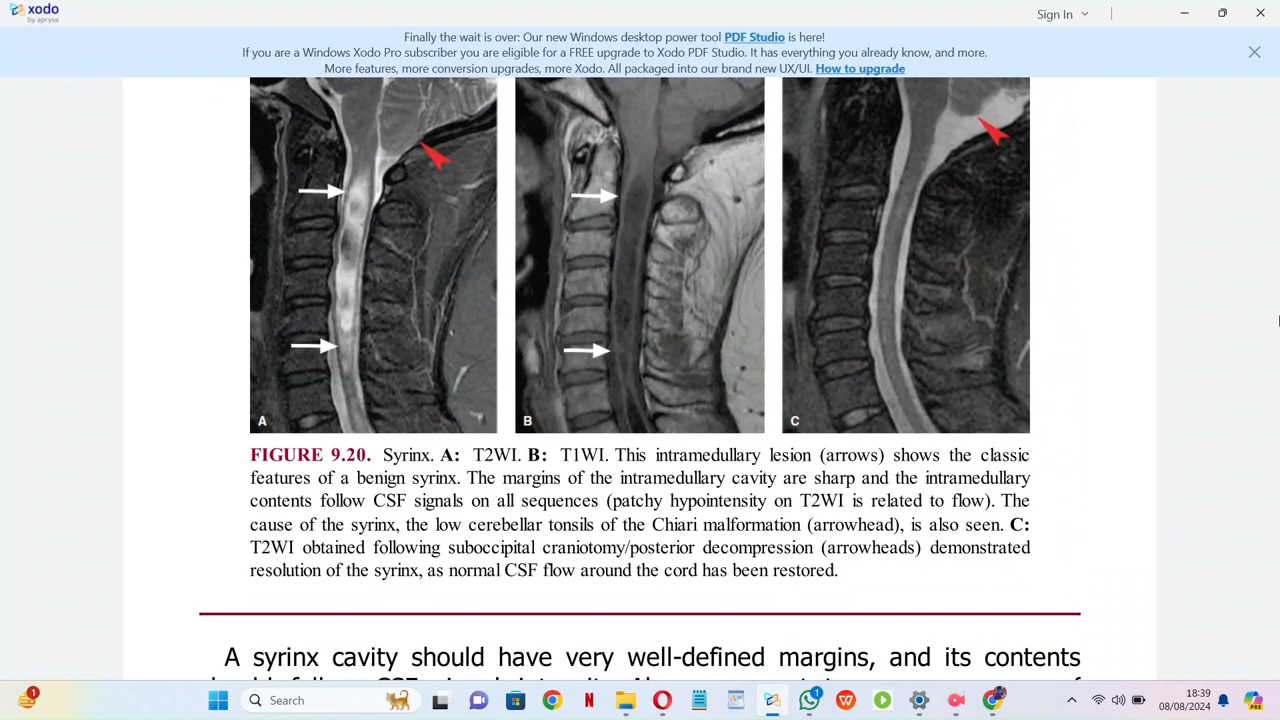 xodo
by apryse
Sign In
Finally the wait is over: Our new Windows desktop power tool PDF Studio is here!
If you are a Windows Xodo Pro subscriber you are eligible for a FREE upgrade to Xodo PDF Studio. It has everything you already know, and more.
More features, more conversion upgrades, more Xodo. All packaged into our brand new UX/UI. How to upgrade
A
B
C
FIGURE 9.20. Syrinx. A: T2WI. B: T1WI. This intramedullary lesion (arrows) shows the classic
features of a benign syrinx. The margins of the intramedullary cavity are sharp and the intramedullary
contents follow CSF signals on all sequences (patchy hypointensity on T2WI is related to flow). The
cause of the syrinx, the low cerebellar tonsils of the Chiari malformation (arrowhead), is also seen. C:
T2WI obtained following suboccipital craniotomy/posterior decompression (arrowheads) demonstrated
resolution of the syrinx, as normal CSF flow around the cord has been restored.
A syrinx cavity should have very well-defined margins, and its contents
1
Search
1
18:35
08/08/2024